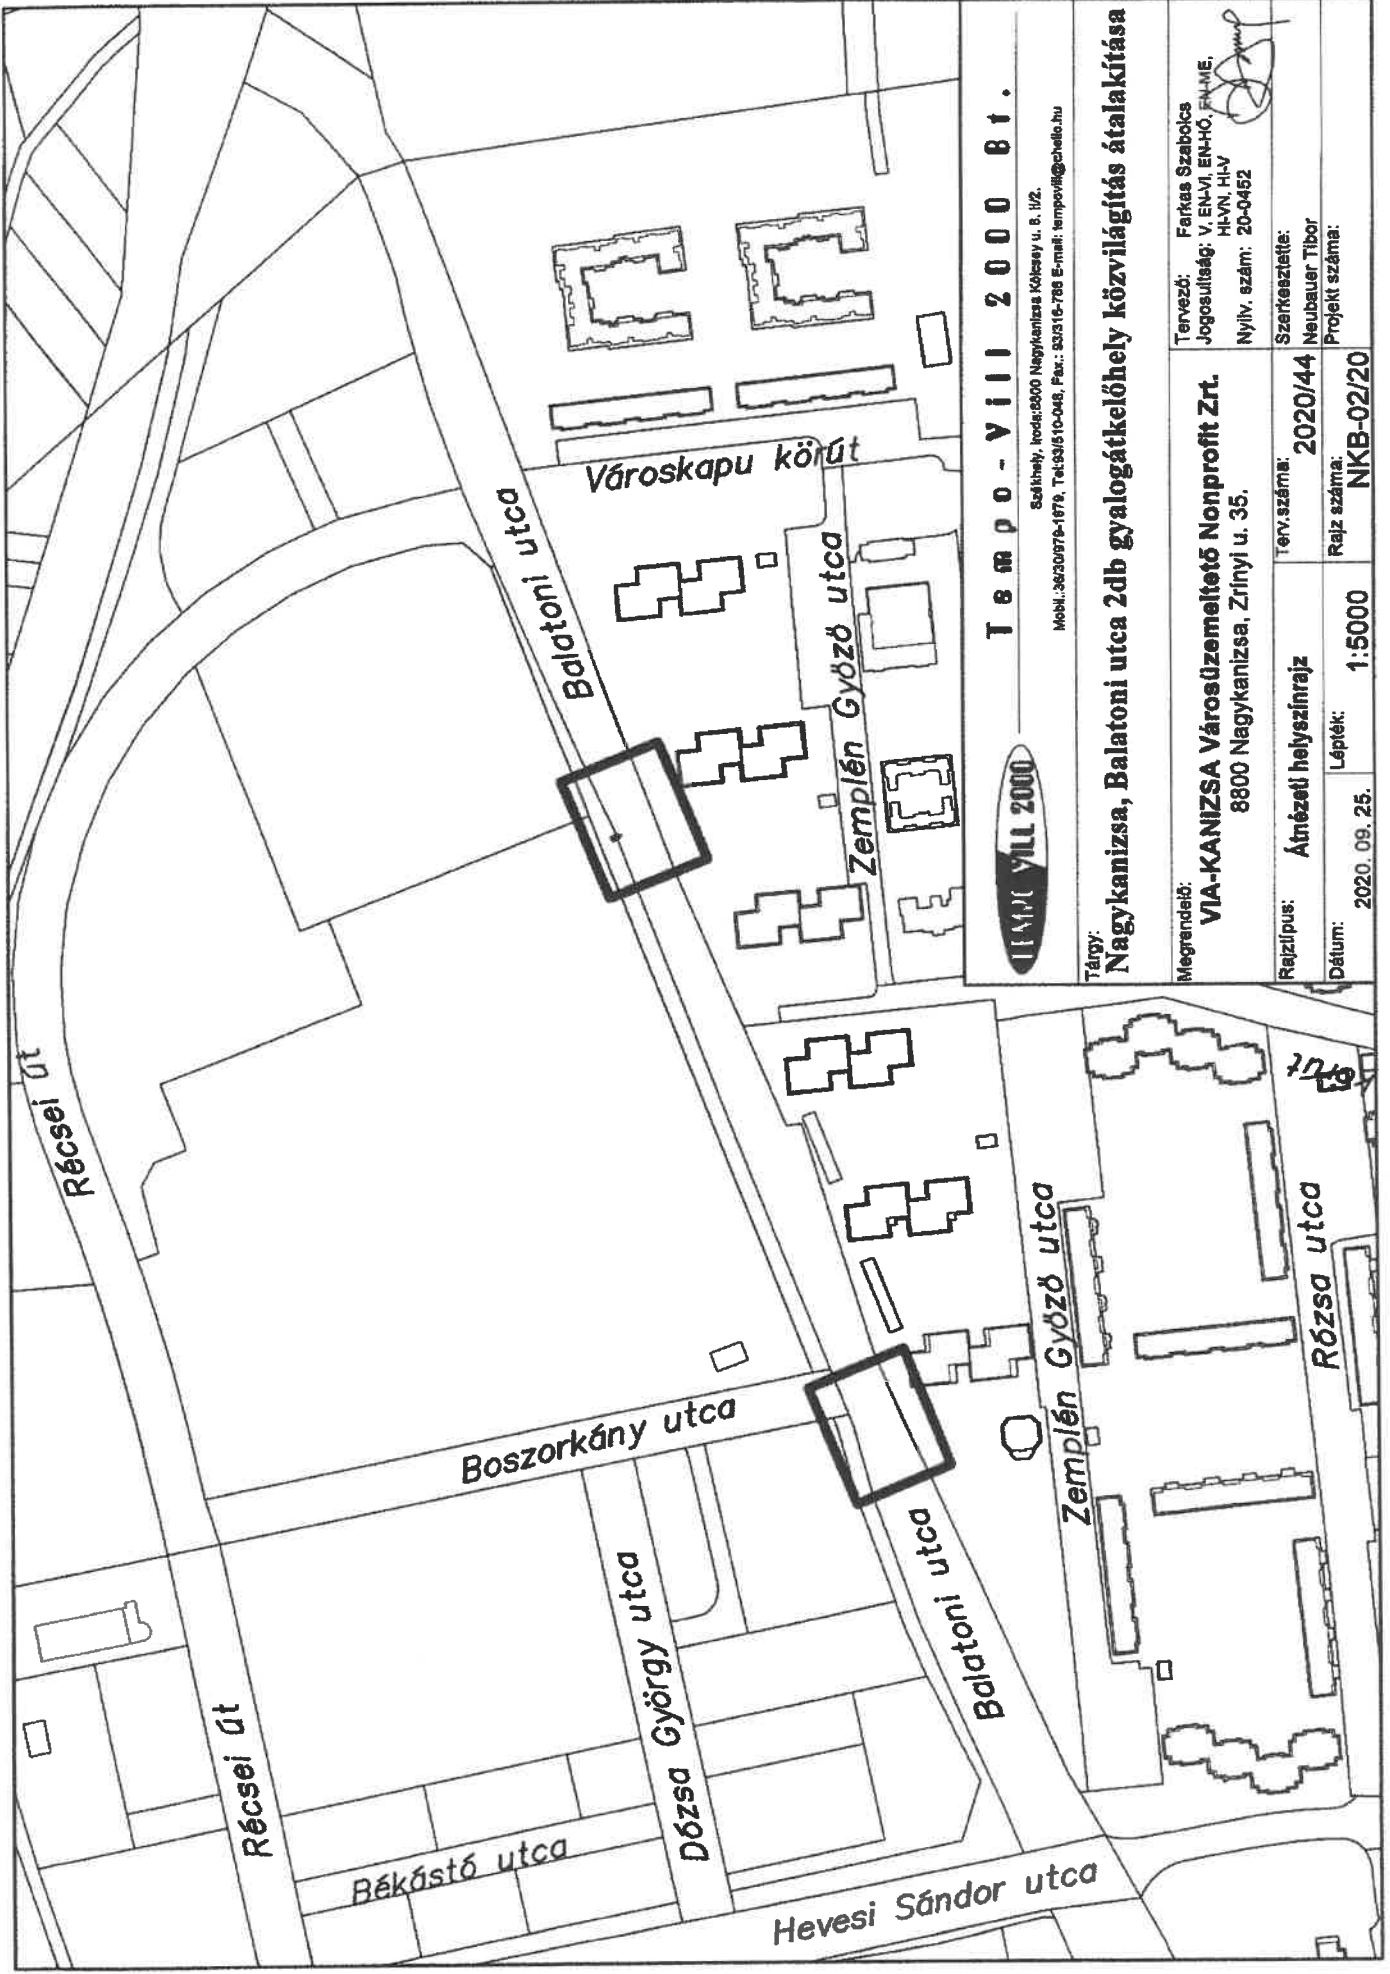 Récsei út
Récsei út
Balatoni utca
Városkapu körút
Zemplén Győző utca
Boszorkány utca
Dózsa György utca
Békástó utca
Balatoni utca
Hevesi Sándor utca
Zemplén Győző utca
Rózsa utca
TEMPO VILL 2000
Tempo-Vill 2000 Bt.
Székhely, Iroda:8800 Nagykanizsa Kölcsey u. 8. II/2.
Mobil.:36/30/979-1679, Tel:93/510-048, Fax.: 93/316-786 E-mail: tempovill@chello.hu
Tárgy:
Nagykanizsa, Balatoni utca 2db gyalogátkelőhely közvilágítás átalakítása
Megrendelő:
VIA-KANIZSA Városüzemeltető Nonprofit Zrt.
8800 Nagykanizsa, Zrínyi u. 35.
Tervező: Farkas Szabolcs
Jogosultság: V, EN-VI, EN-HŐ, EN-ME,
HI-VN, HI-V
Nyilv. szám: 20-0452
Rajztípus: Átnézeti helyszínrajz
Terv.száma: 2020/44
Szerkesztette:
Neubauer Tibor
Dátum: 2020. 09. 25.
Lépték: 1:5000
Rajz száma: NKB-02/20
Projekt száma: